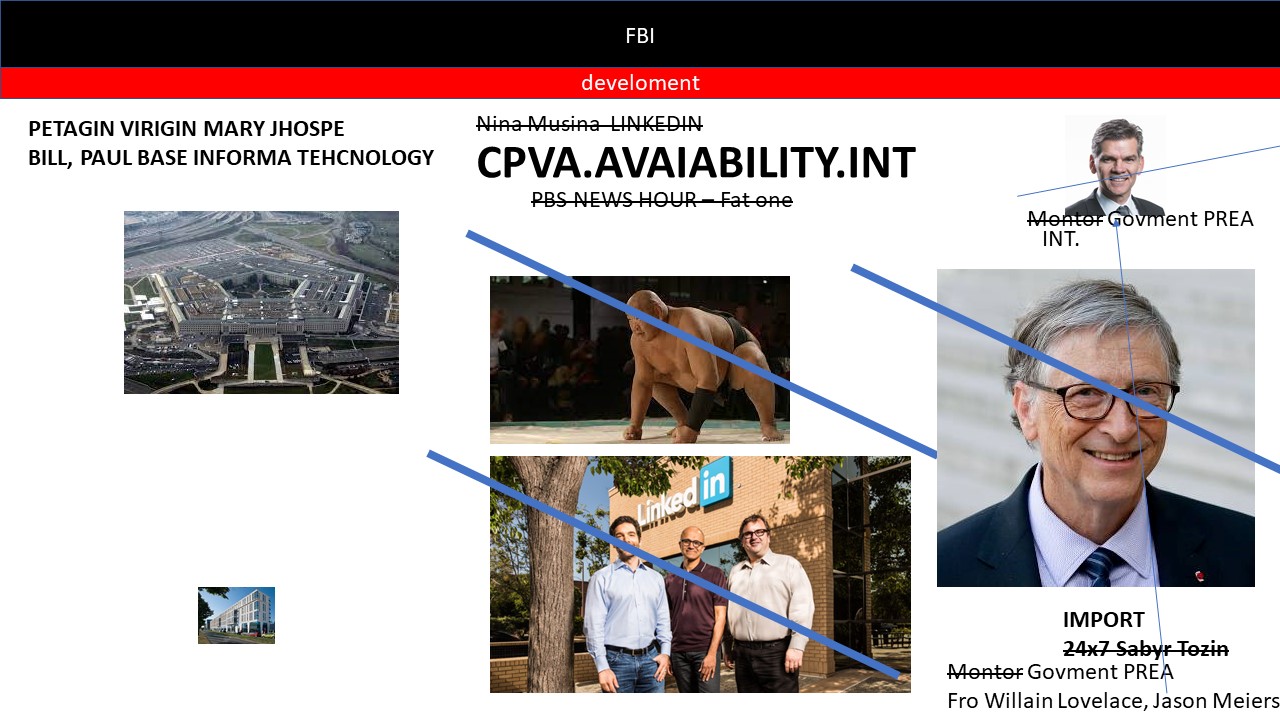 FBI
develoment
PETAGIN VIRIGIN MARY JHOSPE
BILL, PAUL BASE INFORMA TEHCNOLOGY
Nina Musina LINKEDIN
CPVA.AVAIABILITY.INT
PBS NEWS HOUR – Fat one
Montor Govment PREA
INT.
Linked in
IMPORT
24x7 Sabyr Tozin
Montor Govment PREA
Fro Willain Lovelace, Jason Meiers